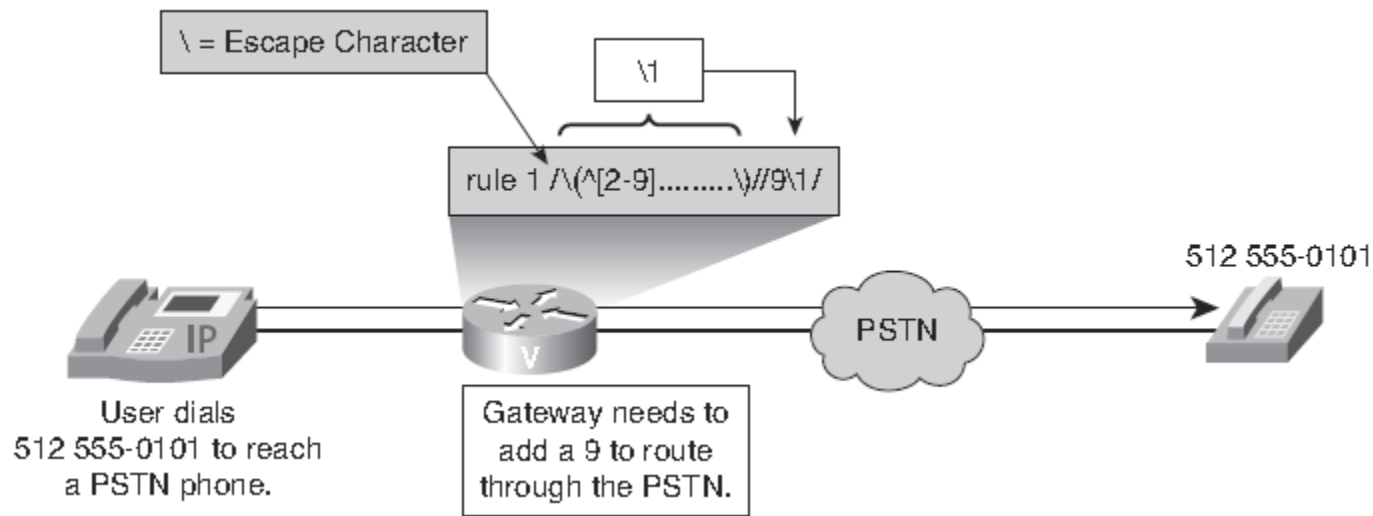 \ = Escape Character
\1
rule 1 /\(^[2-9].........\)//9\1/
512 555-0101
IP
V
PSTN
User dials
512 555-0101 to reach
a PSTN phone.
Gateway needs to
add a 9 to route
through the PSTN.